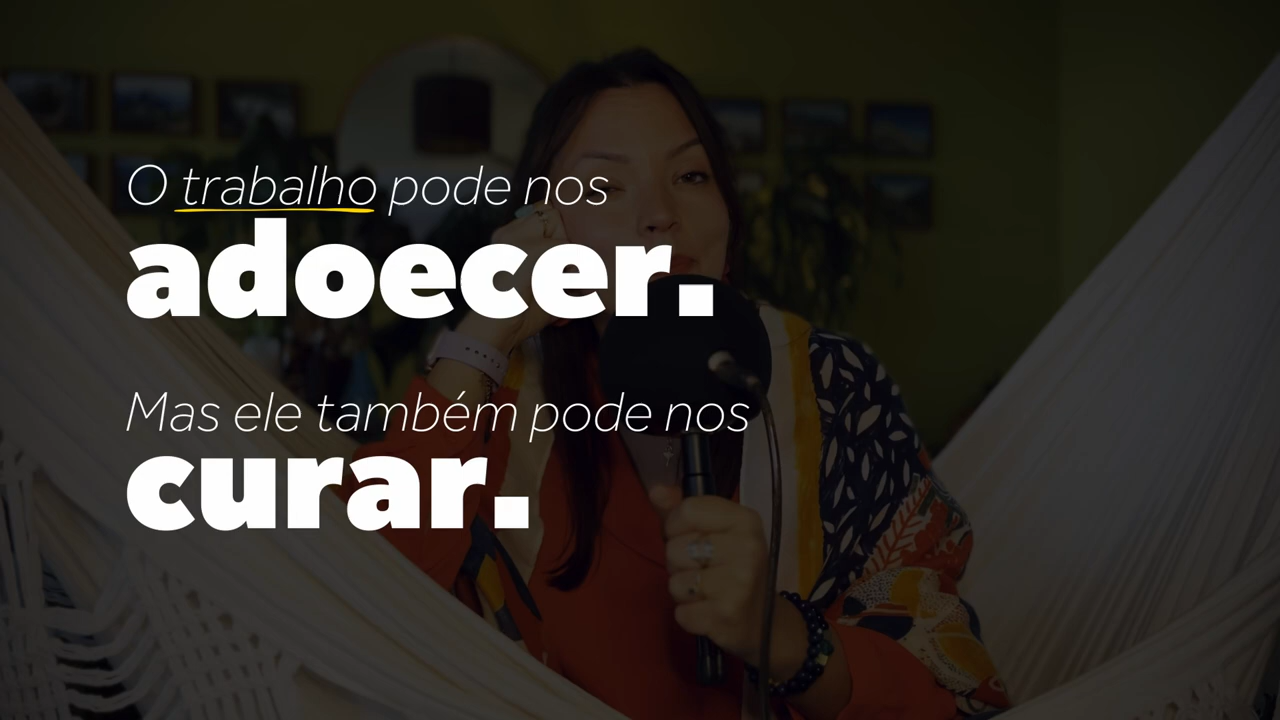 O trabalho pode nos
adoecer.
Mas ele também pode nos
curar.